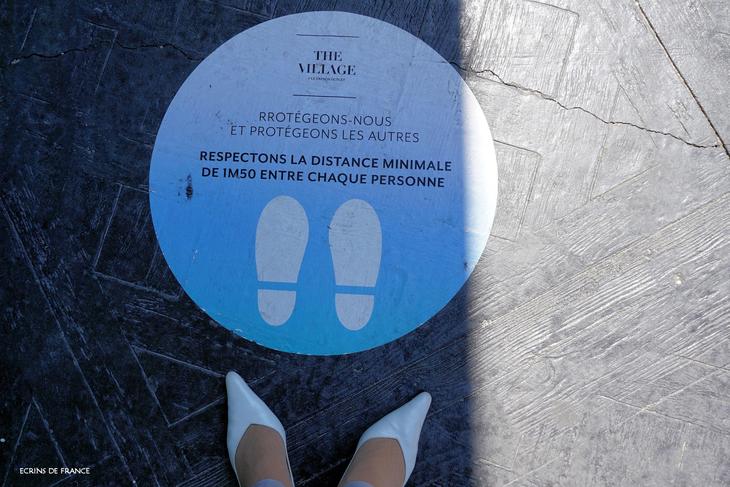 THE
VILLAGE
RROTÉGEONS-NOUS
ET PROTÉGEONS LES AUTRES
RESPECTONS LA DISTANCE MINIMALE
DE 1M50 ENTRE CHAQUE PERSONNE
ECRINS DE FRANCE